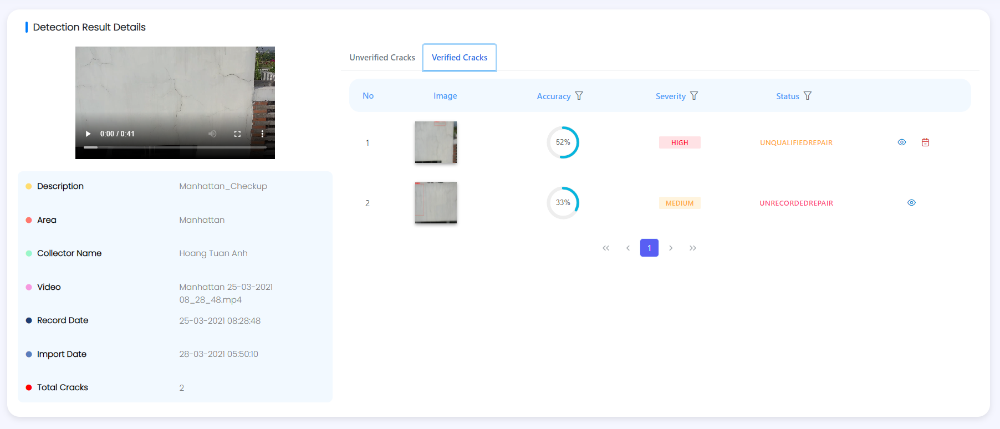 Detection Result Details
0:00 / 0:41
Description Manhattan_Checkup
Area Manhattan
Collector Name Hoang Tuan Anh
Video Manhattan 25-03-2021
08_28_48.mp4
Record Date 25-03-2021 08:28:48
Import Date 28-03-2021 05:50:10
Total Cracks 2
Unverified Cracks Verified Cracks
No Image Accuracy Severity Status
1 52% HIGH UNQUALIFIEDREPAIR
2 33% MEDIUM UNRECORDEDREPAIR
1